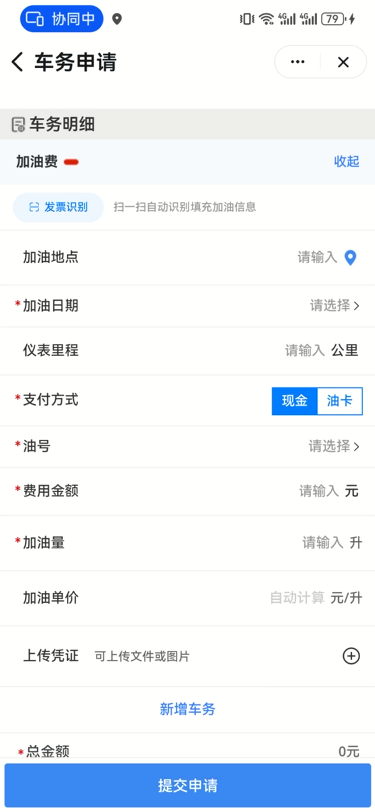 协同中 4G 4G 79
车务申请
车务明细
加油费 收起
发票识别 扫一扫自动识别填充加油信息
加油地点 请输入
*加油日期 请选择
仪表里程 请输入 公里
*支付方式 现金 油卡
*油号 请选择
*费用金额 请输入 元
*加油量 请输入 升
加油单价 自动计算 元/升
上传凭证 可上传文件或图片
新增车务
*总金额 0元
提交申请